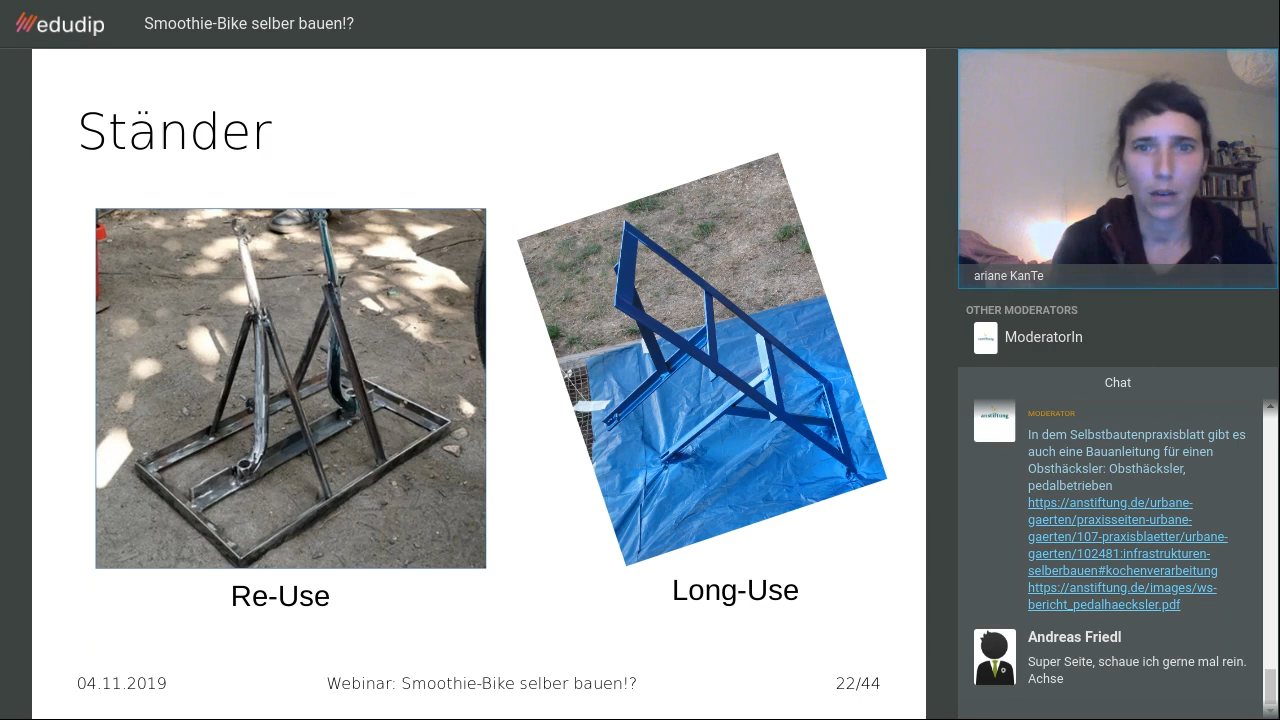 edudip
Smoothie-Bike selber bauen!?
Ständer
Re-Use
Long-Use
04.11.2019
Webinar: Smoothie-Bike selber bauen!?
22/44
ariane KanTe
OTHER MODERATORS
ModeratorIn
Chat
anstiftung
MODERATOR
In dem Selbstbautenpraxisblatt gibt es
auch eine Bauanleitung für einen
Obsthäcksler: Obsthäcksler,
pedalbetrieben
https://anstiftung.de/urbane-
gaerten/praxisseiten-urbane-
gaerten/107-praxisblaetter/urbane-
gaerten/102481:infrastrukturen-
selberbauen#kochenverarbeitung
https://anstiftung.de/images/ws-
bericht_pedalhaecksler.pdf
Andreas Friedl
Super Seite, schaue ich gerne mal rein.
Achse